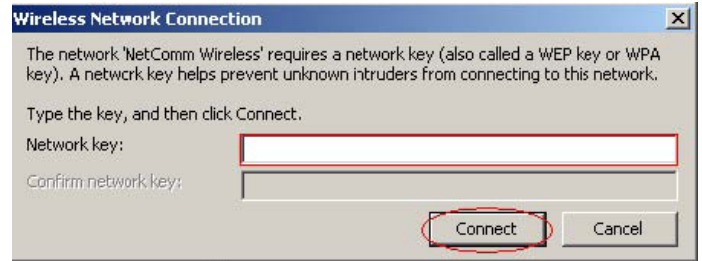 Wireless Network Connection
The network 'NetComm Wireless' requires a network key (also called a WEP key or WPA
key). A network key helps prevent unknown intruders from connecting to this network.
Type the key, and then click Connect.
Network key:
Confirm network key:
Connect Cancel